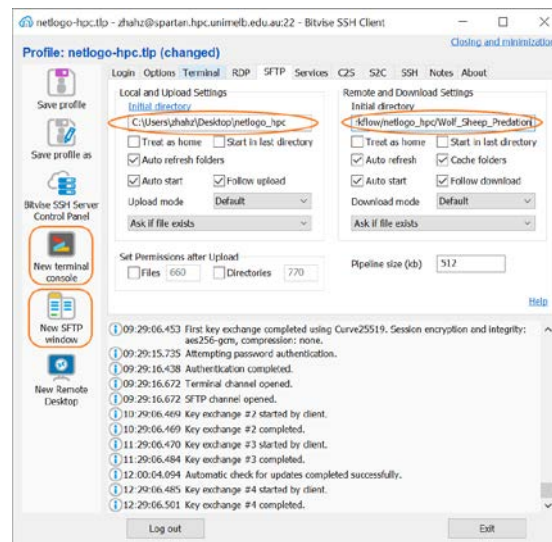 netlogo-hpc.tlp - zhahz@spartan.hpc.unimelb.edu.au:22 - Bitvise SSH Client
Profile: netlogo-hpc.tlp (changed)
Closing and minimization
Login Options Terminal RDP SFTP Services C2S S2C SSH Notes About
Save profile
Save profile as
Bitvise SSH Server
Control Panel
New terminal
console
New SFTP
window
New Remote
Desktop
Local and Upload Settings
Initial directory
C:\Users\zhahz\Desktop\netlogo_hpc
Treat as home Start in last directory
Auto refresh folders
Auto start Follow upload
Upload mode Default
Ask if file exists
Set Permissions after Upload
Files 660 Directories 770
Remote and Download Settings
Initial directory
kflow/netlogo_hpc/Wolf_Sheep_Predation
Treat as home Start in last directory
Auto refresh Cache folders
Auto start Follow download
Download mode Default
Ask if file exists
Pipeline size (kb) 512
Help
09:29:06.453 First key exchange completed using Curve25519. Session encryption and integrity:
aes256-gcm, compression: none.
09:29:15.735 Attempting password authentication.
09:29:16.438 Authentication completed.
09:29:16.672 Terminal channel opened.
09:29:16.672 SFTP channel opened.
10:29:06.469 Key exchange #2 started by client.
10:29:06.469 Key exchange #2 completed.
11:29:06.470 Key exchange #3 started by client.
11:29:06.484 Key exchange #3 completed.
12:00:04.094 Automatic check for updates completed successfully.
12:29:06.485 Key exchange #4 started by client.
12:29:06.501 Key exchange #4 completed.
Log out
Exit